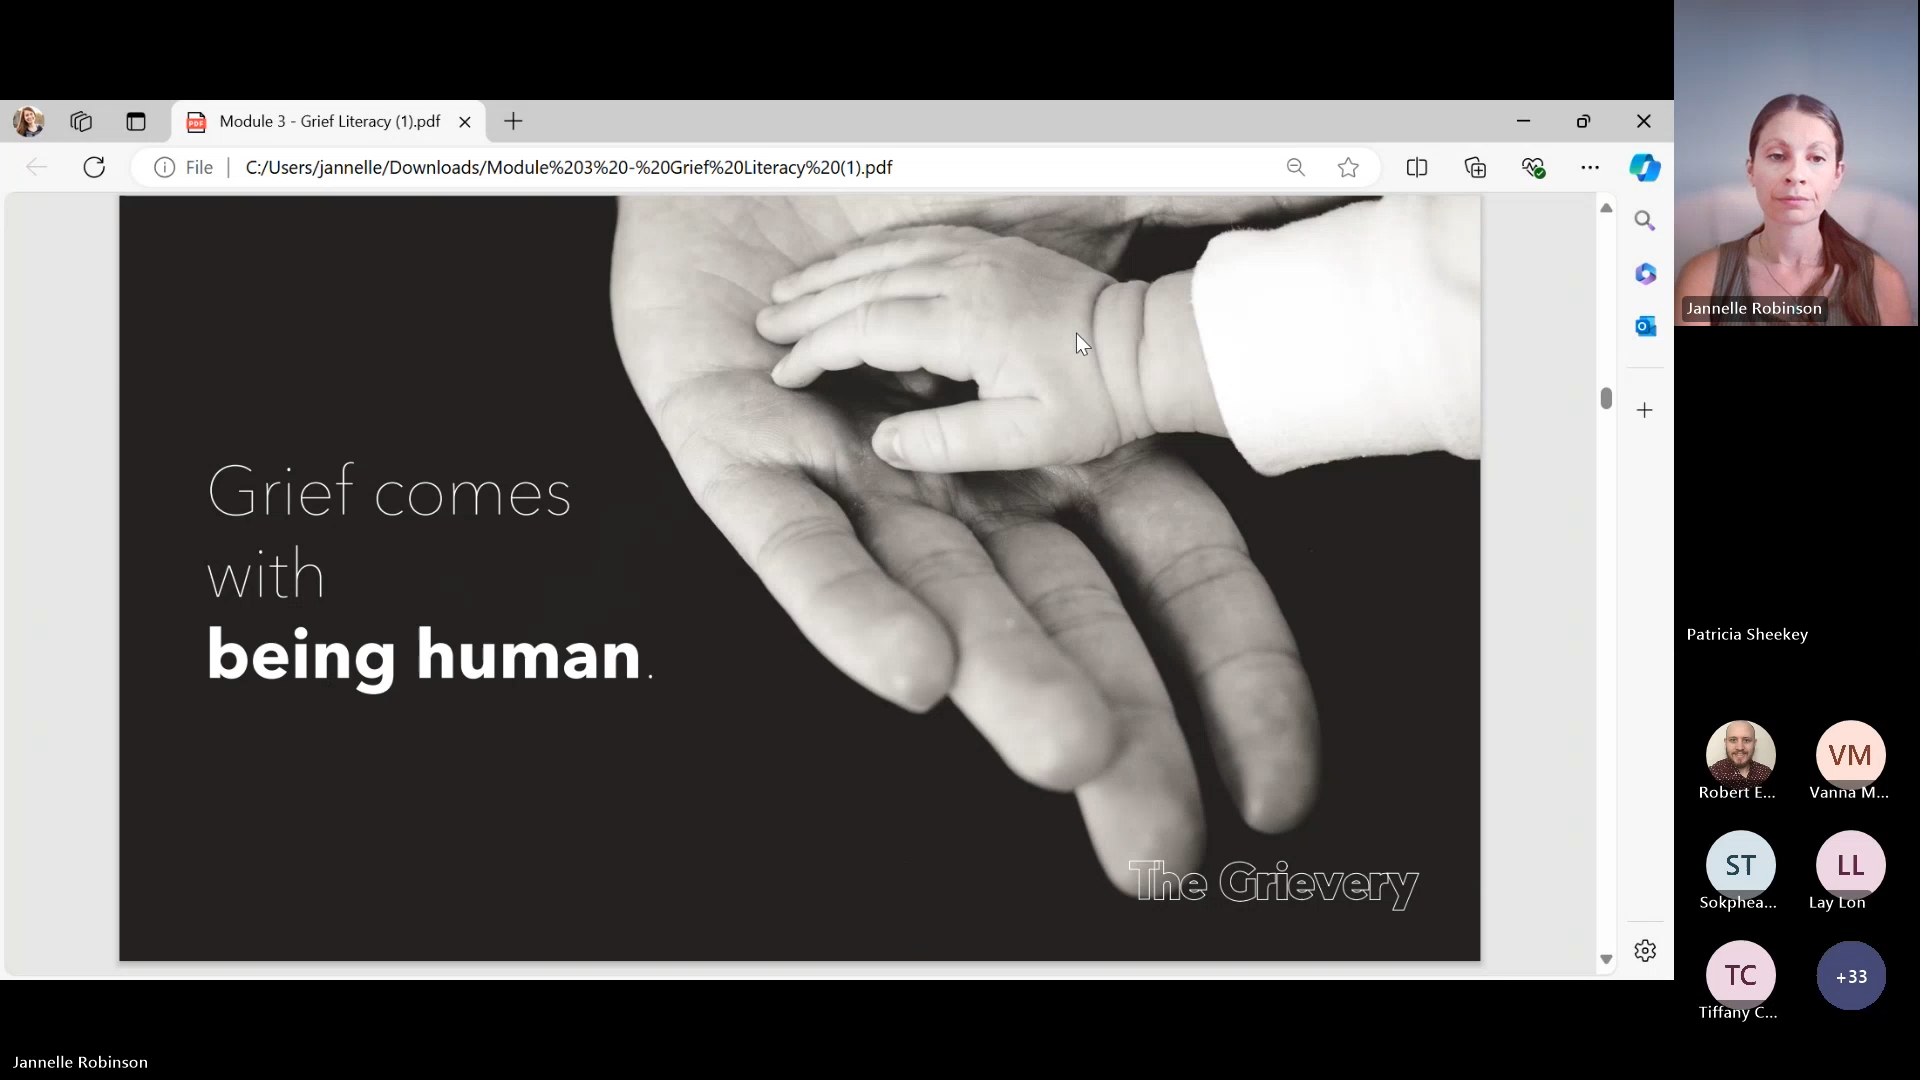 Module 3 - Grief Literacy (1).pdf
File
C:/Users/jannelle/Downloads/Module%203%20-%20Grief%20Literacy%20(1).pdf
Grief comes
with
being human.
The Grievery
Jannelle Robinson
Patricia Sheekey
VM
Robert E...
Vanna M...
ST
LL
Sokphea...
Lay Lon
TC
+33
Tiffany C...
Jannelle Robinson